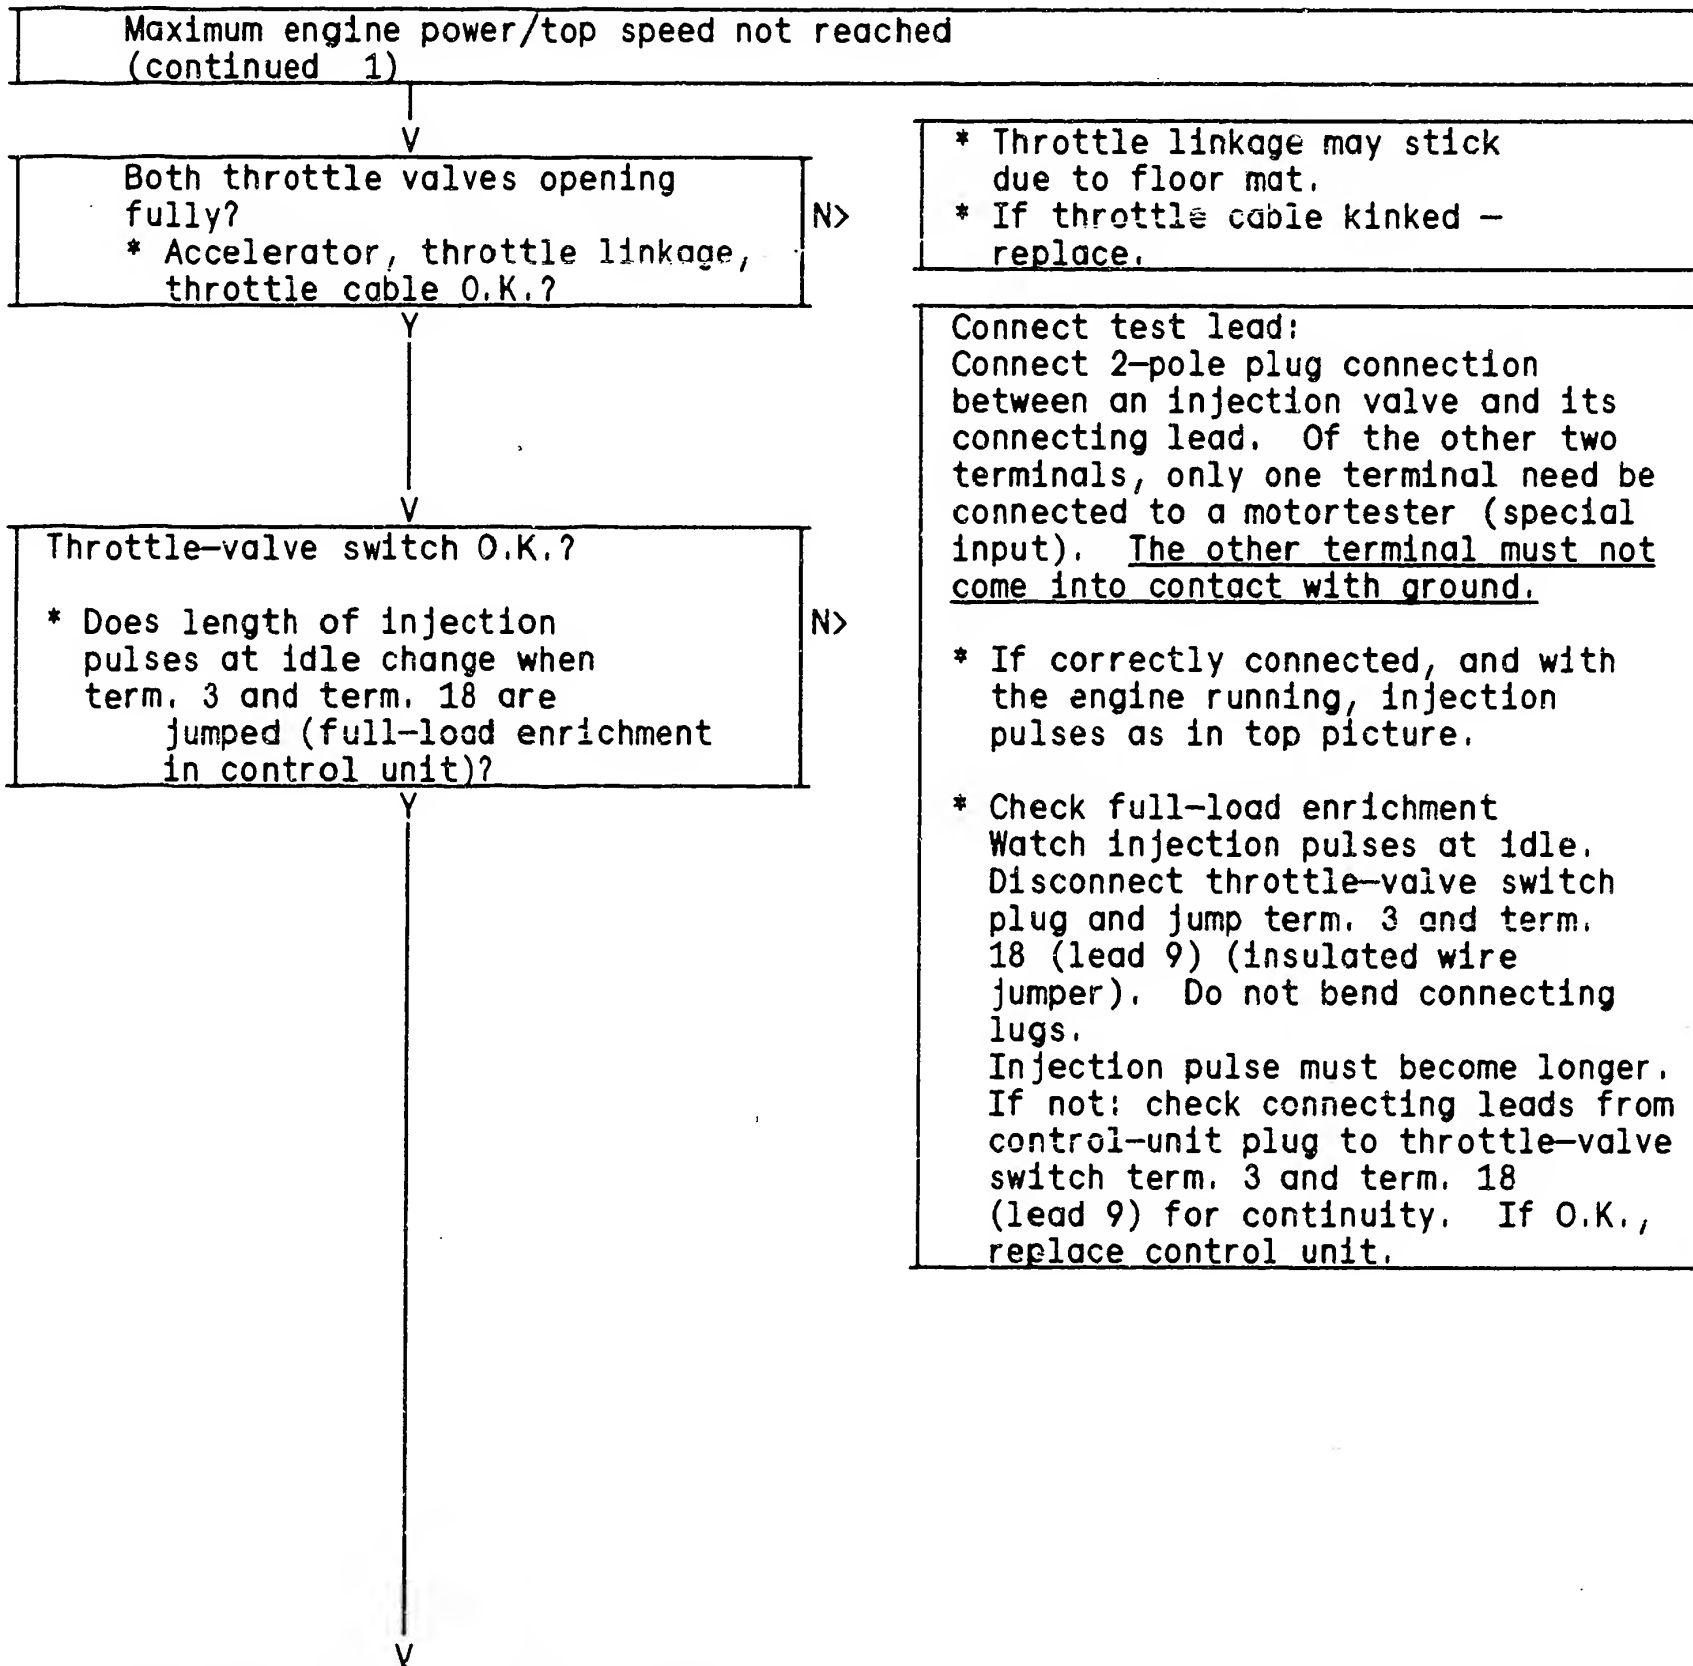 Maximum engine power/top speed not reached
(continued 1)
V
Both throttle valves opening
fully?
* Accelerator, throttle linkage,
throttle cable O.K.?
N>
* Throttle linkage may stick
due to floor mat.
* If throttle cable kinked –
replace.
Y
V
Throttle–valve switch O.K.?
* Does length of injection
pulses at idle change when
term. 3 and term. 18 are
jumped (full–load enrichment
in control unit)?
N>
Connect test lead:
Connect 2–pole plug connection
between an injection valve and its
connecting lead. Of the other two
terminals, only one terminal need be
connected to a motortester (special
input). The other terminal must not
come into contact with ground.
* If correctly connected, and with
the engine running, injection
pulses as in top picture.
* Check full–load enrichment
Watch injection pulses at idle.
Disconnect throttle–valve switch
plug and jump term. 3 and term.
18 (lead 9) (insulated wire
jumper). Do not bend connecting
lugs.
Injection pulse must become longer.
If not: check connecting leads from
control–unit plug to throttle–valve
switch term. 3 and term. 18
(lead 9) for continuity. If O.K.,
replace control unit.
Y
V